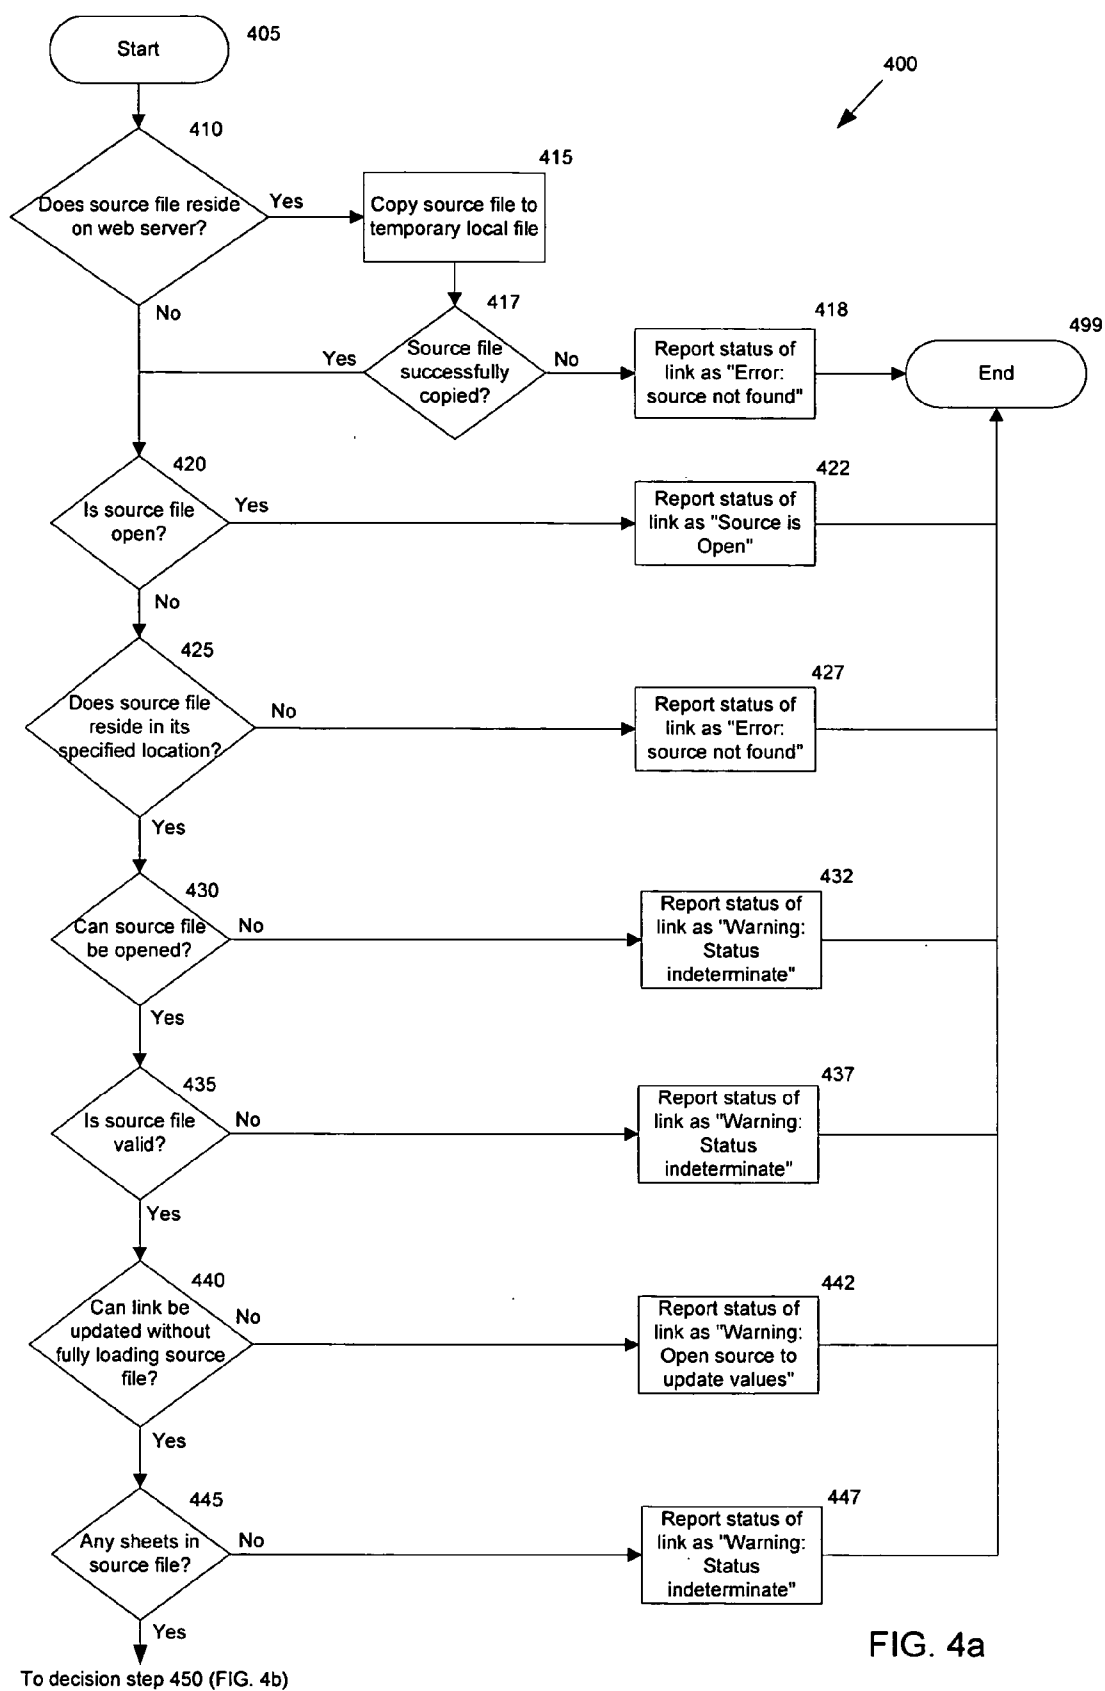 Start
405
400
410
Does source file reside
on web server?
Yes
415
Copy source file to
temporary local file
No
417
Source file
successfully
copied?
Yes
No
418
Report status of
link as "Error:
source not found"
499
End
420
Is source file
open?
Yes
422
Report status of
link as "Source is
Open"
No
425
Does source file
reside in its
specified location?
No
427
Report status of
link as "Error:
source not found"
Yes
430
Can source file
be opened?
No
432
Report status of
link as "Warning:
Status
indeterminate"
Yes
435
Is source file
valid?
No
437
Report status of
link as "Warning:
Status
indeterminate"
Yes
440
Can link be
updated without
fully loading source
file?
No
442
Report status of
link as "Warning:
Open source to
update values"
Yes
445
Any sheets in
source file?
No
447
Report status of
link as "Warning:
Status
indeterminate"
Yes
To decision step 450 (FIG. 4b)
FIG. 4a